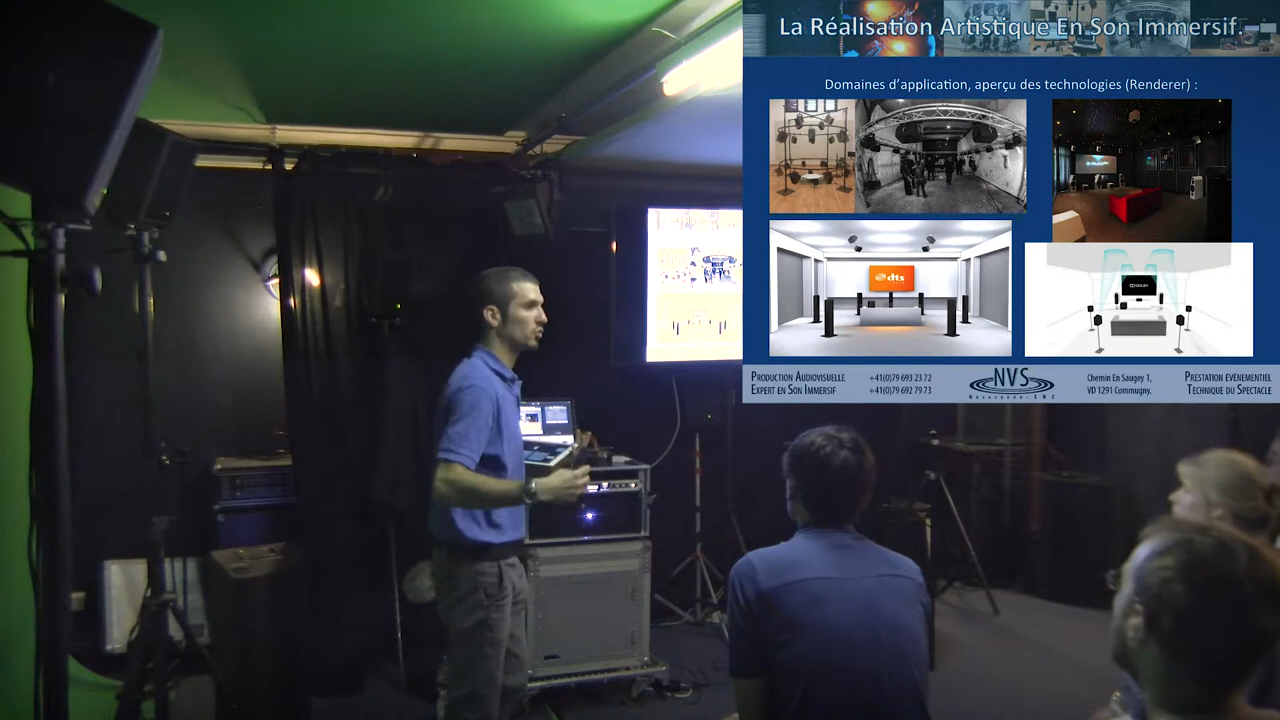 La Réalisation Artistique En Son Immersif.
Domaines d'application, aperçu des technologies (Renderer) :
dts
DOLBY
PRODUCTION AUDIOVISUELLE
EXPERT EN SON IMMERSIF
+41(0)79 693 23 72
+41(0)79 692 79 73
NVS
Chemin En Saugey 1,
VD 1291 Commugny.
PRESTATION ÉVÈNEMENTIEL
TECHNIQUE DU SPECTACLE